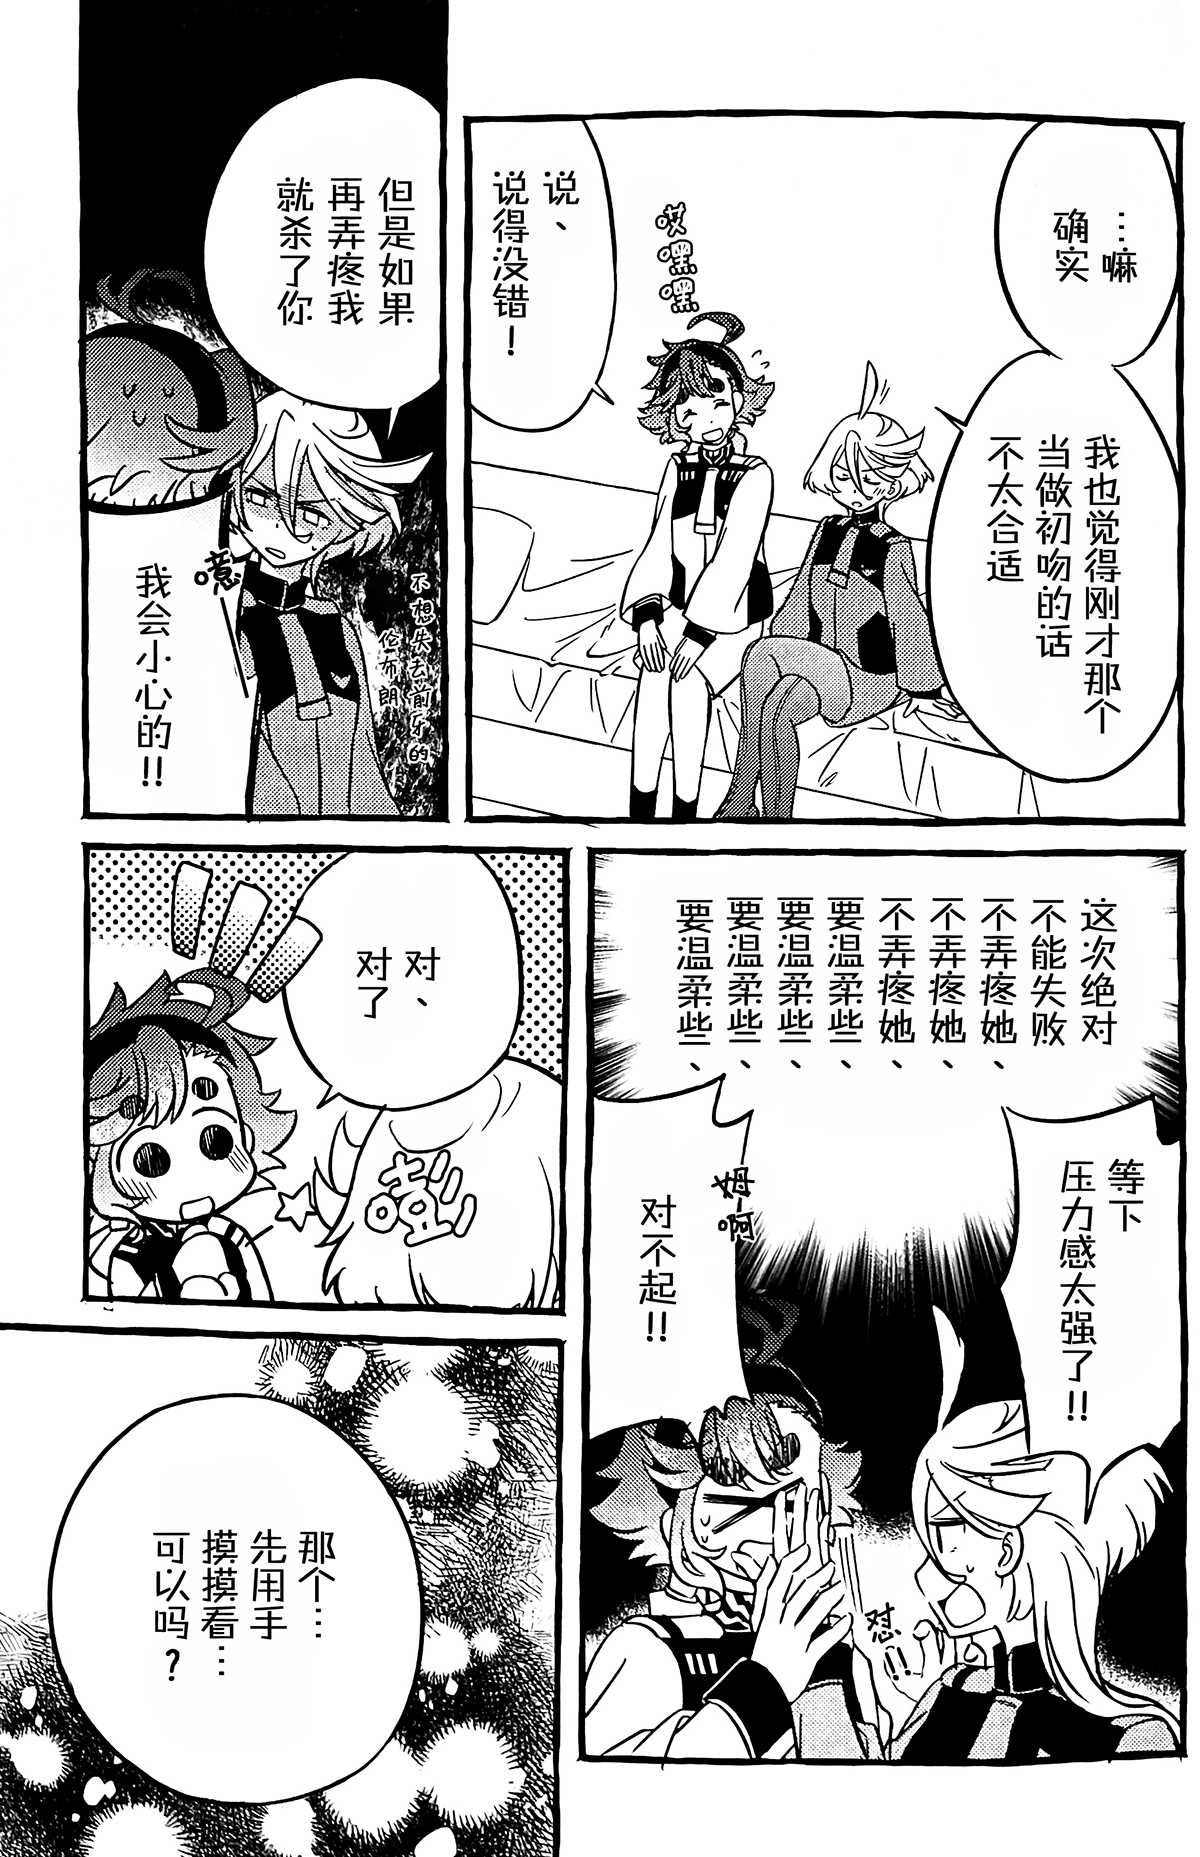 …嘛
确实
我也觉得刚才那个
当做初吻的话
不太合适
哎嘿嘿
说、
说得没错!
但是如果
再弄疼我
就杀了你
噫
不想失去前牙的
伦布朗
我会小心的!!
这次绝对
不能失败
不弄疼她、
不弄疼她、
不弄疼她、
要温柔些、
要温柔些、
要温柔些、
要温柔些、
等下
压力感太强了!!
对不起!!
怼!!
对、
对了
嘭
那个…
先用手
摸摸看…
可以吗?